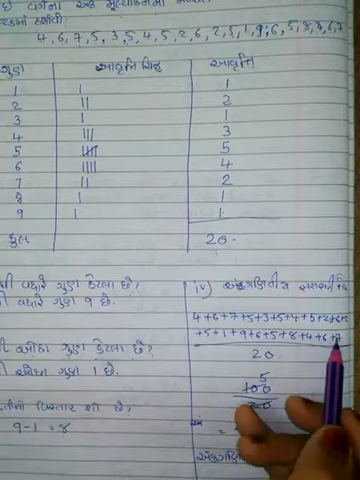 4, 6, 7, 5, 3, 5, 4, 5, 2, 6, 2, 5, 1, 9, 6, 5, 8, 4, 6, 7
ગુણ આવૃત્તિ ચિહ્ન આવૃત્તિ
1 | 1
2 || 2
3 | 1
4 ||| 3
5 5
6 |||| 4
7 || 2
8 | 1
9 | 1
કુલ 20.
વધારે ગુણ કેટલા છે?
વધારે ગુણ 9 છે.
ઓછા ગુણ કેટલા છે?
ઓછા ગુણ 1 છે.
વિસ્તાર શો છે?
9-1 = 8
iv)
4+6+7+5+3+5+4+5+2+6+2
+5+1+9+6+5+8+4+6+7
20.
5
100
20
=